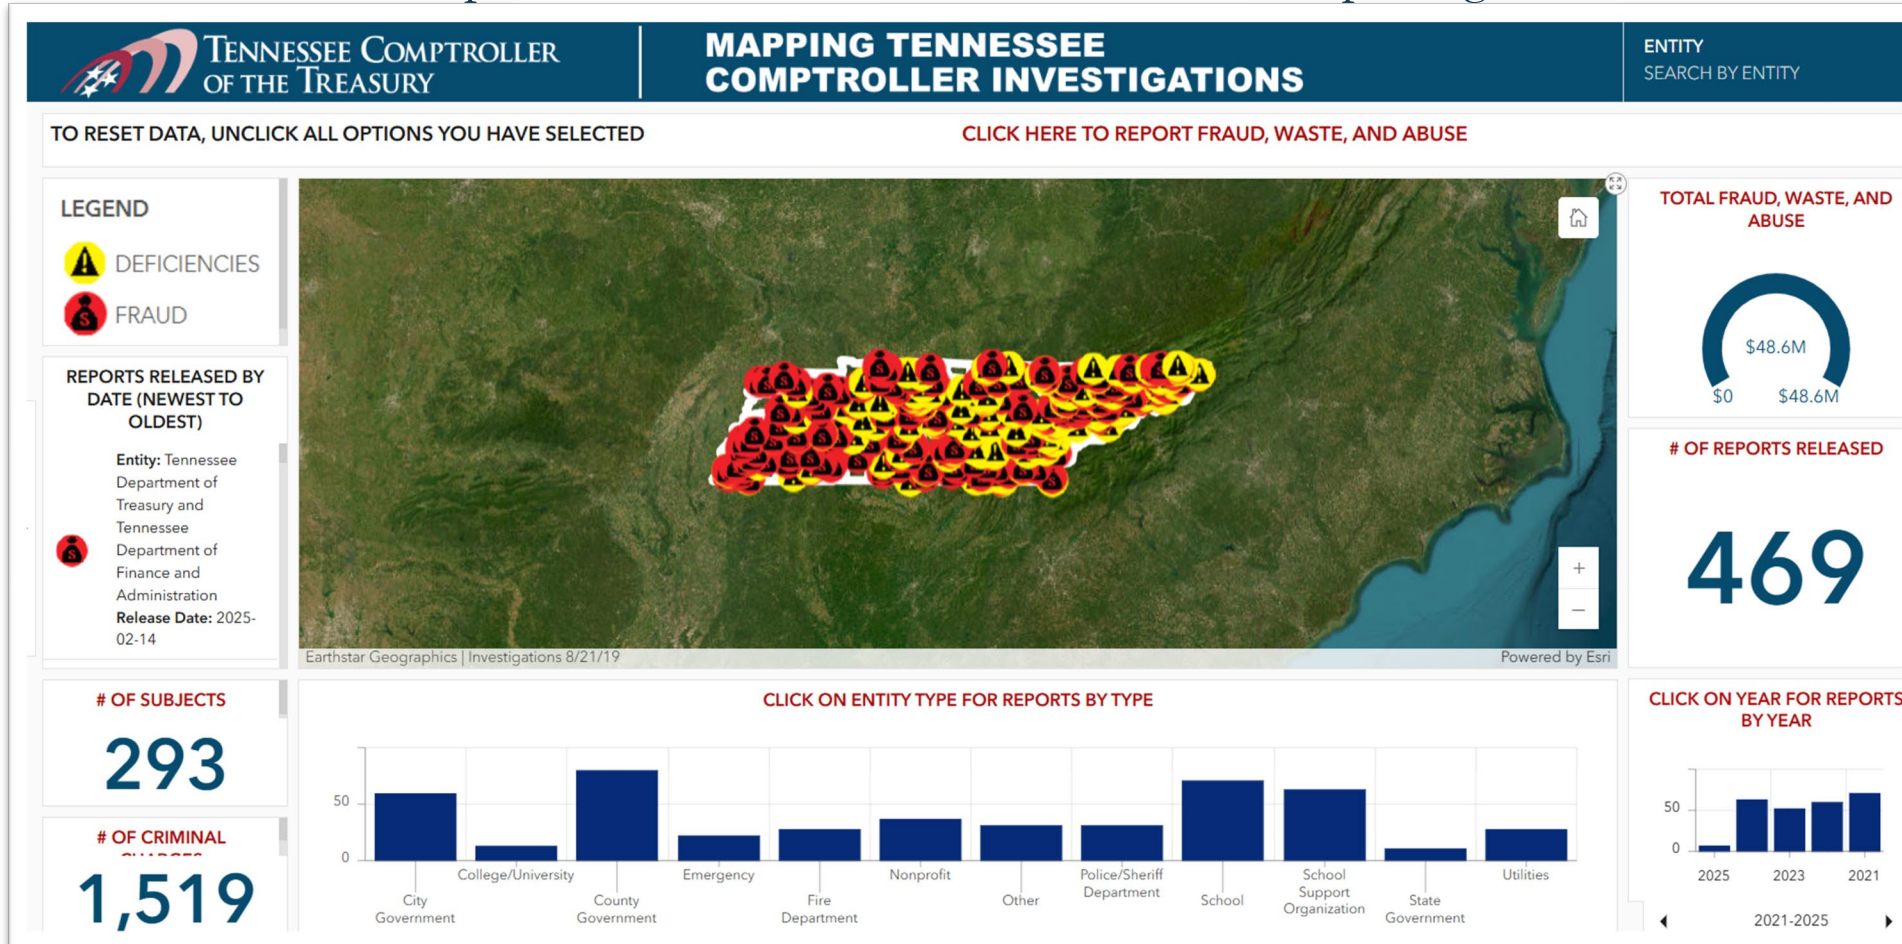 TENNESSEE COMPTROLLER
OF THE TREASURY
MAPPING TENNESSEE
COMPTROLLER INVESTIGATIONS
ENTITY
SEARCH BY ENTITY
TO RESET DATA, UNCLICK ALL OPTIONS YOU HAVE SELECTED
CLICK HERE TO REPORT FRAUD, WASTE, AND ABUSE
LEGEND
DEFICIENCIES
FRAUD
REPORTS RELEASED BY
DATE (NEWEST TO
OLDEST)
Entity: Tennessee
Department of
Treasury and
Tennessee
Department of
Finance and
Administration
Release Date: 2025-
02-14
Earthstar Geographics | Investigations 8/21/19
Powered by Esri
TOTAL FRAUD, WASTE, AND
ABUSE
$48.6M
$0
$48.6M
# OF REPORTS RELEASED
469
# OF SUBJECTS
293
# OF CRIMINAL
1,519
CLICK ON ENTITY TYPE FOR REPORTS BY TYPE
50
0
City
Government
College/University
County
Government
Emergency
Fire
Department
Nonprofit
Other
Police/Sheriff
Department
School
School
Support
Organization
State
Government
Utilities
CLICK ON YEAR FOR REPORTS
BY YEAR
50
0
2025
2023
2021
2021-2025